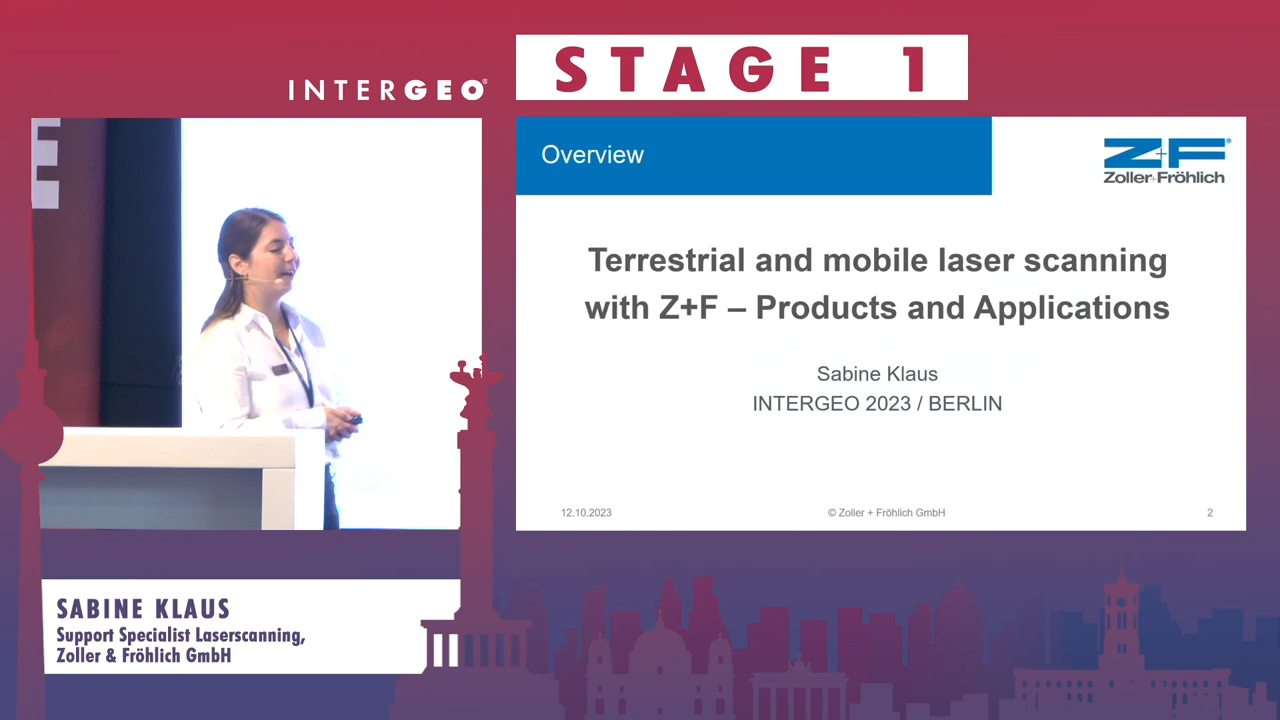 INTERGEO®
STAGE 1
E
Overview
Z+F®
Zoller+Fröhlich
Terrestrial and mobile laser scanning
with Z+F – Products and Applications
Sabine Klaus
INTERGEO 2023 / BERLIN
12.10.2023
© Zoller + Fröhlich GmbH
2
SABINE KLAUS
Support Specialist Laserscanning,
Zoller & Fröhlich GmbH